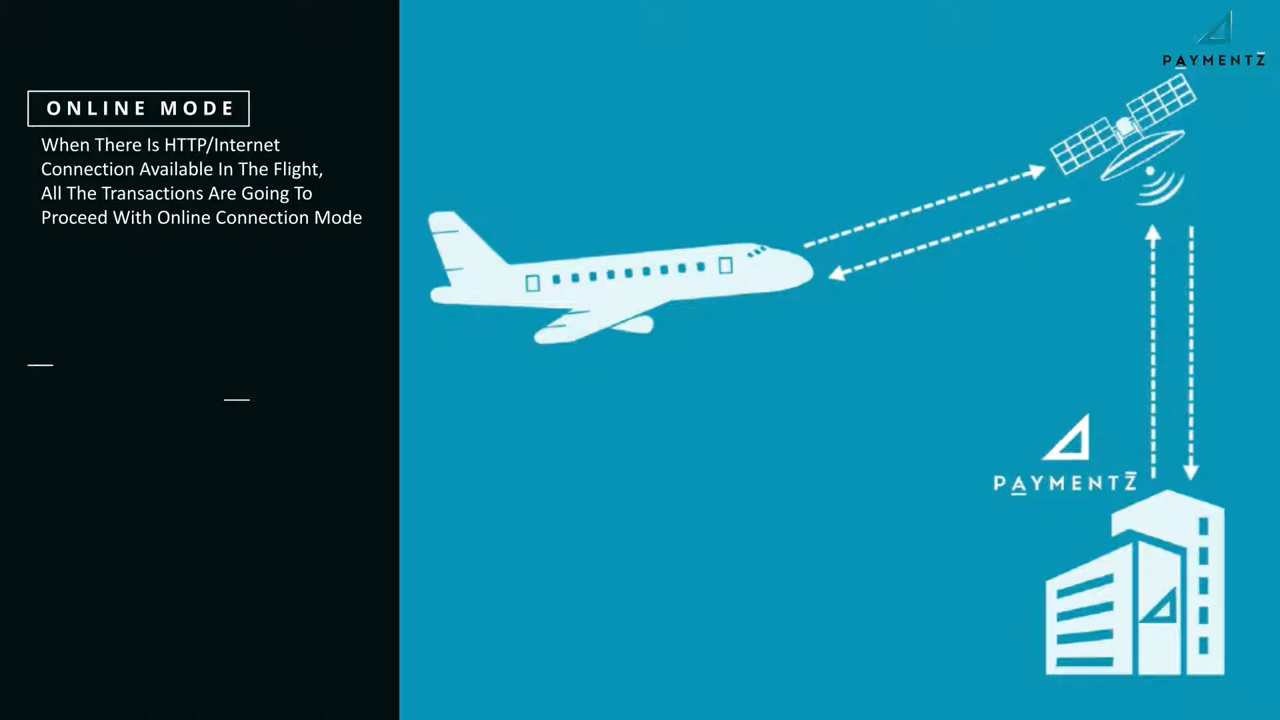 PAYMENTZ
ONLINE MODE
When There Is HTTP/Internet
Connection Available In The Flight,
All The Transactions Are Going To
Proceed With Online Connection Mode
PAYMENTZ